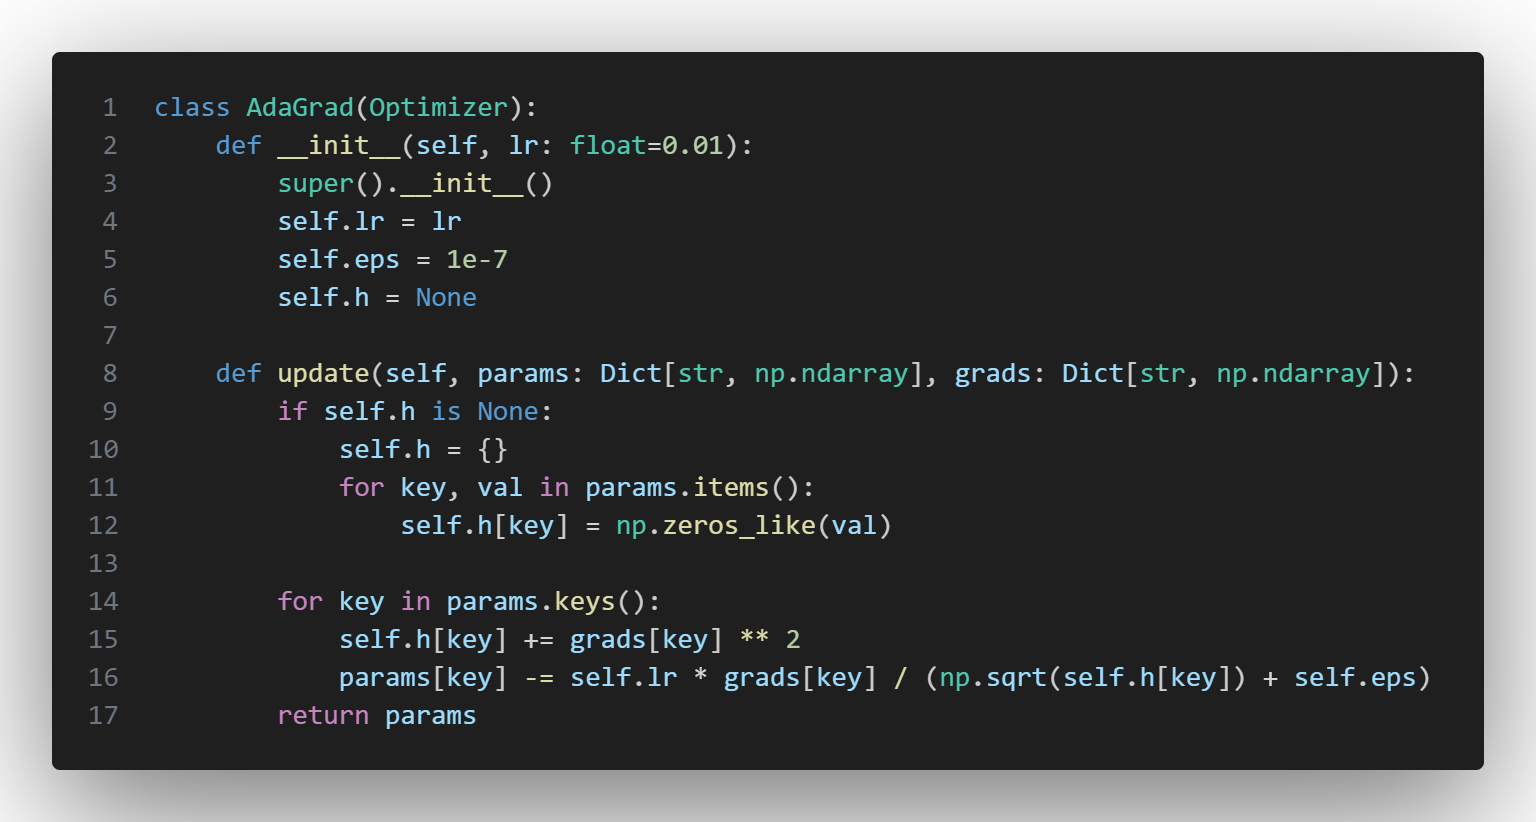 1 class AdaGrad(Optimizer):
2     def __init__(self, lr: float=0.01):
3         super().__init__()
4         self.lr = lr
5         self.eps = 1e-7
6         self.h = None
7
8     def update(self, params: Dict[str, np.ndarray], grads: Dict[str, np.ndarray]):
9         if self.h is None:
10             self.h = {}
11             for key, val in params.items():
12                 self.h[key] = np.zeros_like(val)
13
14         for key in params.keys():
15             self.h[key] += grads[key] ** 2
16             params[key] -= self.lr * grads[key] / (np.sqrt(self.h[key]) + self.eps)
17         return params